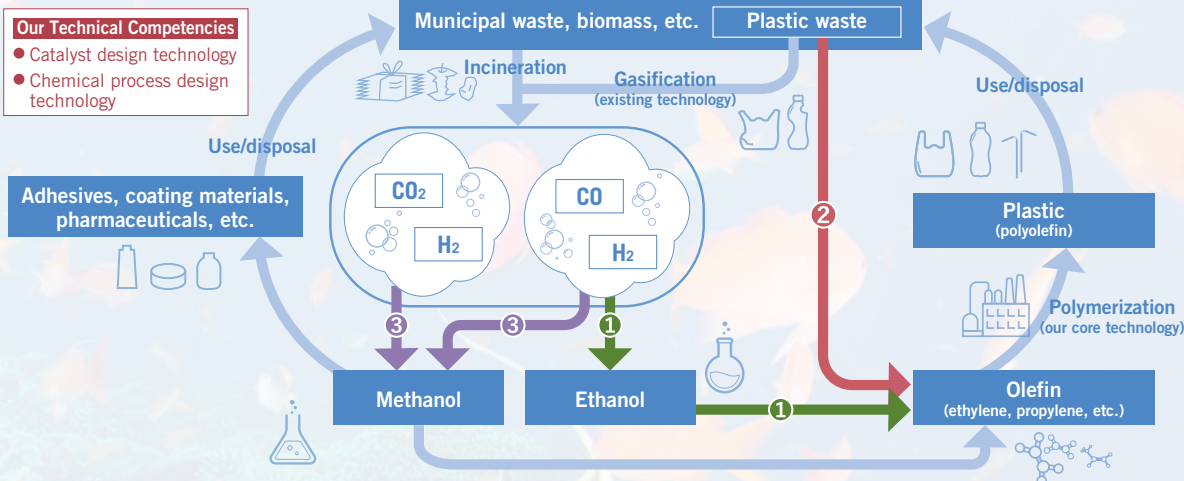 Our Technical Competencies
● Catalyst design technology
● Chemical process design
technology
Municipal waste, biomass, etc.
Plastic waste
Incineration
Gasification
(existing technology)
Use/disposal
Use/disposal
Adhesives, coating materials,
pharmaceuticals, etc.
CO₂
H₂
CO
H₂
2
Plastic
(polyolefin)
Polymerization
(our core technology)
3
3
1
Methanol
Ethanol
1
Olefin
(ethylene, propylene, etc.)